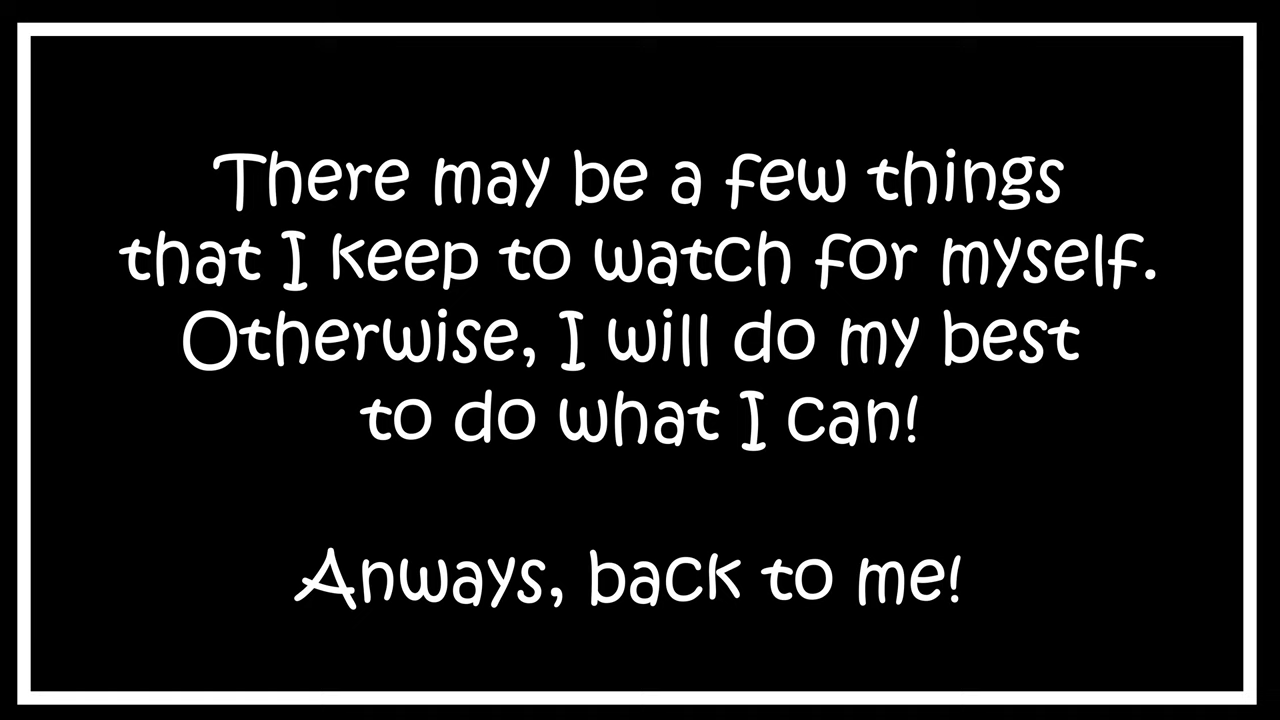 There may be a few things
that I keep to watch for myself.
Otherwise, I will do my best
to do what I can!
Anways, back to me!